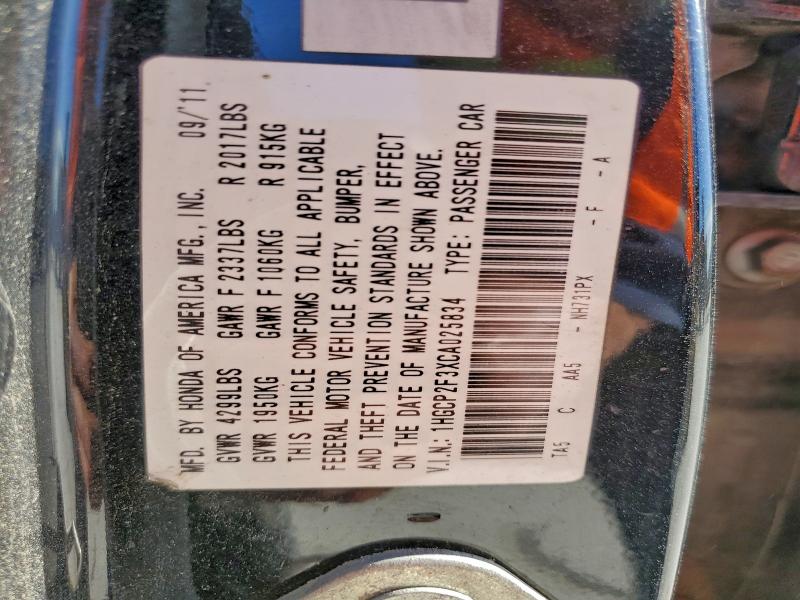 MFD. BY HONDA OF AMERICA MFG., INC. 09/'11
GVWR 4299LBS GAWR F 2337LBS R 2017LBS
GVWR 1950KG GAWR F 1060KG R 915KG
THIS VEHICLE CONFORMS TO ALL APPLICABLE
FEDERAL MOTOR VEHICLE SAFETY, BUMPER,
AND THEFT PREVENTION STANDARDS IN EFFECT
ON THE DATE OF MANUFACTURE SHOWN ABOVE.
V.I.N.: 1HGCP2F3XCA025834 TYPE: PASSENGER CAR
TA5 C AA5 - NH731PX - F - A